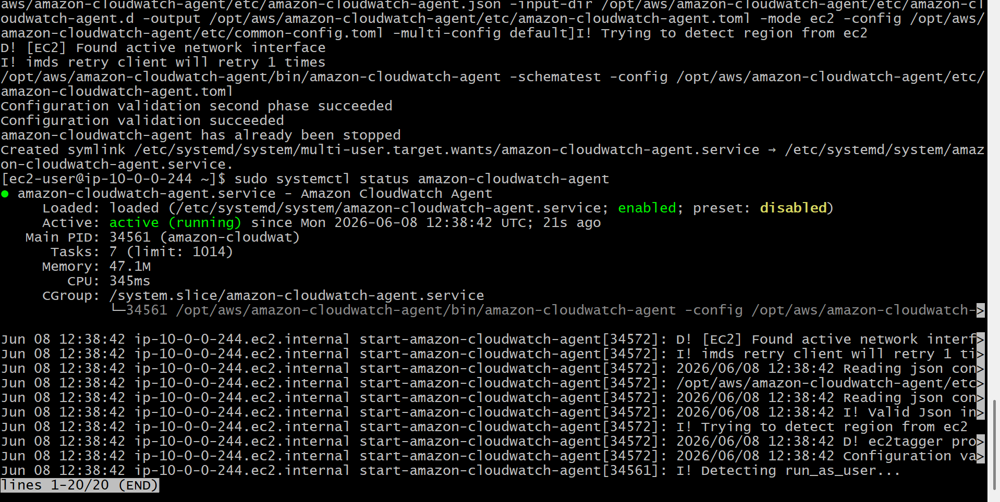 aws/amazon-cloudwatch-agent/etc/amazon-cloudwatch-agent.json -input-dir /opt/aws/amazon-cloudwatch-agent/etc/amazon-cl
oudwatch-agent.d -output /opt/aws/amazon-cloudwatch-agent/etc/amazon-cloudwatch-agent.toml -mode ec2 -config /opt/aws/
amazon-cloudwatch-agent/etc/common-config.toml -multi-config default]I! Trying to detect region from ec2
D! [EC2] Found active network interface
I! imds retry client will retry 1 times
/opt/aws/amazon-cloudwatch-agent/bin/amazon-cloudwatch-agent -schematest -config /opt/aws/amazon-cloudwatch-agent/etc/
amazon-cloudwatch-agent.toml
Configuration validation second phase succeeded
Configuration validation succeeded
amazon-cloudwatch-agent has already been stopped
Created symlink /etc/systemd/system/multi-user.target.wants/amazon-cloudwatch-agent.service → /etc/systemd/system/amaz
on-cloudwatch-agent.service.
[ec2-user@ip-10-0-0-244 ~]$ sudo systemctl status amazon-cloudwatch-agent
● amazon-cloudwatch-agent.service - Amazon CloudWatch Agent
     Loaded: loaded (/etc/systemd/system/amazon-cloudwatch-agent.service; enabled; preset: disabled)
     Active: active (running) since Mon 2026-06-08 12:38:42 UTC; 21s ago
   Main PID: 34561 (amazon-cloudwat)
      Tasks: 7 (limit: 1014)
     Memory: 47.1M
        CPU: 345ms
     CGroup: /system.slice/amazon-cloudwatch-agent.service
             └─34561 /opt/aws/amazon-cloudwatch-agent/bin/amazon-cloudwatch-agent -config /opt/aws/amazon-cloudwatch->
Jun 08 12:38:42 ip-10-0-0-244.ec2.internal start-amazon-cloudwatch-agent[34572]: D! [EC2] Found active network interf>
Jun 08 12:38:42 ip-10-0-0-244.ec2.internal start-amazon-cloudwatch-agent[34572]: I! imds retry client will retry 1 ti>
Jun 08 12:38:42 ip-10-0-0-244.ec2.internal start-amazon-cloudwatch-agent[34572]: 2026/06/08 12:38:42 Reading json con>
Jun 08 12:38:42 ip-10-0-0-244.ec2.internal start-amazon-cloudwatch-agent[34572]: /opt/aws/amazon-cloudwatch-agent/etc>
Jun 08 12:38:42 ip-10-0-0-244.ec2.internal start-amazon-cloudwatch-agent[34572]: 2026/06/08 12:38:42 Reading json con>
Jun 08 12:38:42 ip-10-0-0-244.ec2.internal start-amazon-cloudwatch-agent[34572]: 2026/06/08 12:38:42 I! Valid Json in>
Jun 08 12:38:42 ip-10-0-0-244.ec2.internal start-amazon-cloudwatch-agent[34572]: I! Trying to detect region from ec2
Jun 08 12:38:42 ip-10-0-0-244.ec2.internal start-amazon-cloudwatch-agent[34572]: 2026/06/08 12:38:42 D! ec2tagger pro>
Jun 08 12:38:42 ip-10-0-0-244.ec2.internal start-amazon-cloudwatch-agent[34572]: 2026/06/08 12:38:42 Configuration va>
Jun 08 12:38:42 ip-10-0-0-244.ec2.internal start-amazon-cloudwatch-agent[34561]: I! Detecting run_as_user...
lines 1-20/20 (END)